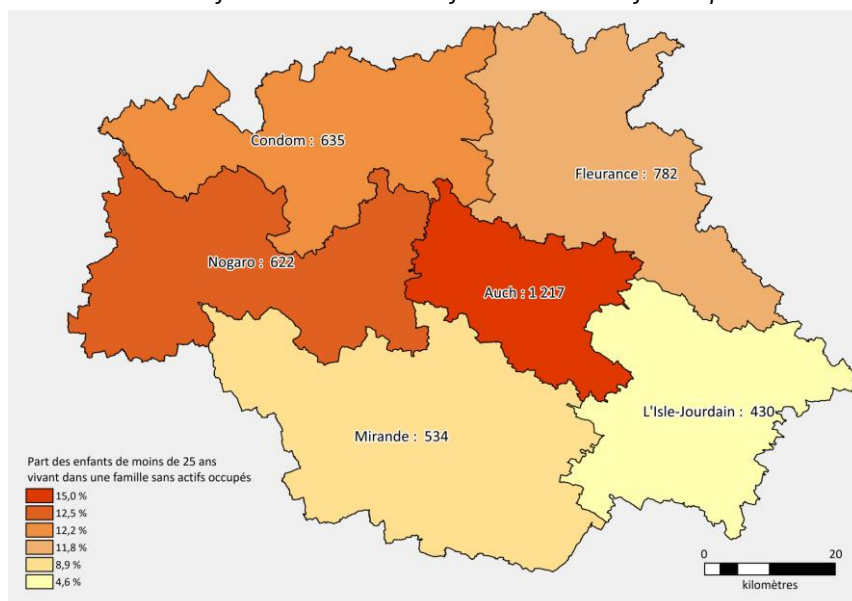 Condom : 635
Fleurance : 782
Nogaro : 622
Auch : 1 217
L'Isle-Jourdain : 430
Mirande : 534
Part des enfants de moins de 25 ans
vivant dans une famille sans actifs occupés
15,0 %
12,5 %
12,2 %
11,8 %
8,9 %
4,6 %
0 20
kilomètres